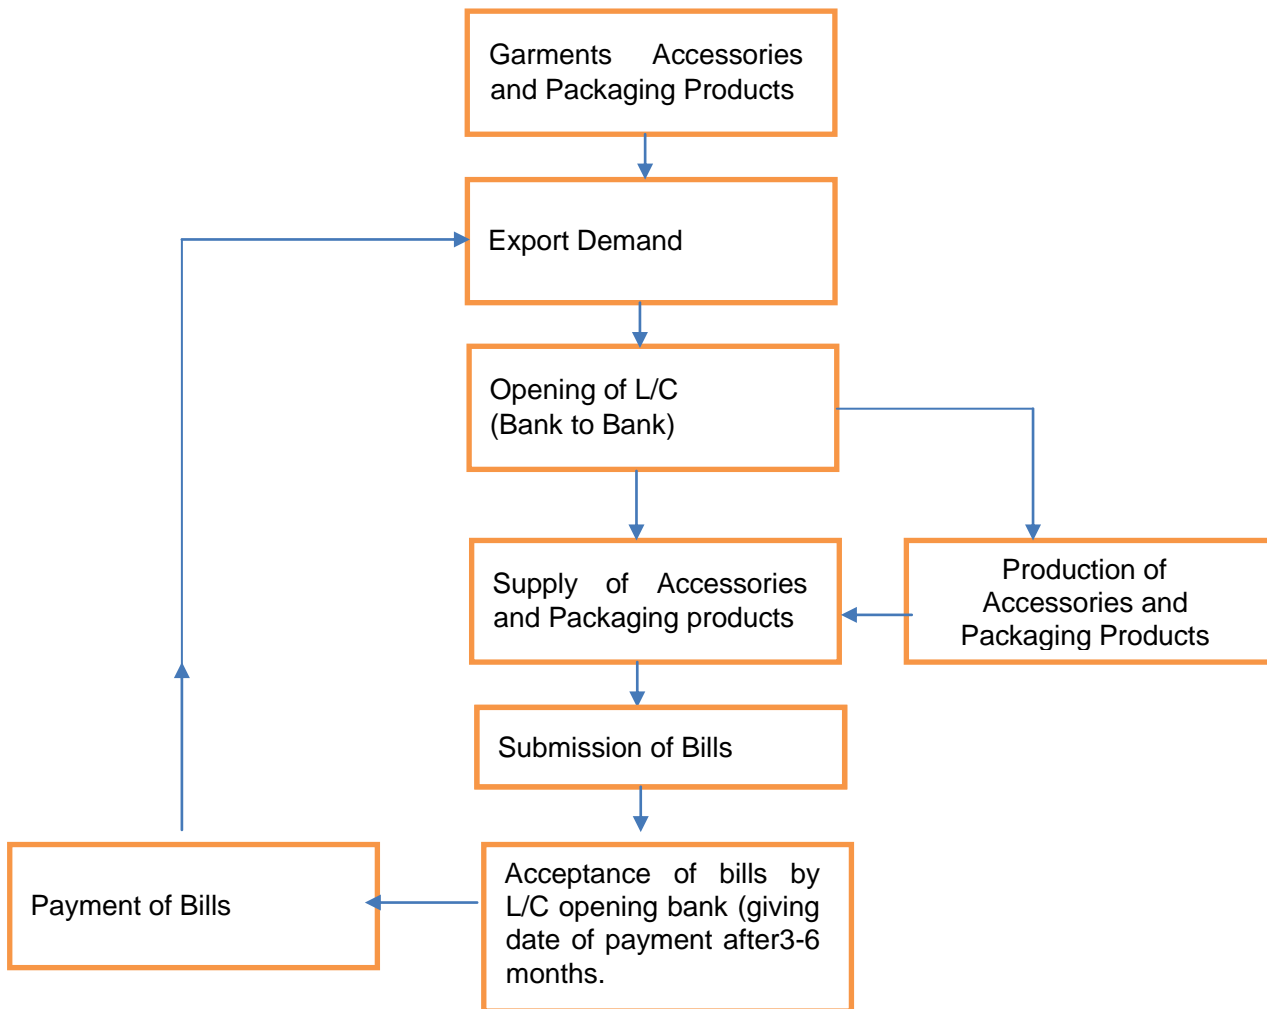 Garments Accessories
and Packaging Products
Export Demand
Opening of L/C
(Bank to Bank)
Supply of Accessories
and Packaging products
Production of
Accessories and
Packaging Products
Submission of Bills
Payment of Bills
Acceptance of bills by
L/C opening bank (giving
date of payment after3-6
months.